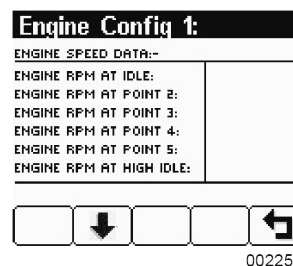 Engine Config 1:
ENGINE SPEED DATA:-
ENGINE RPM AT IDLE:
ENGINE RPM AT POINT 2:
ENGINE RPM AT POINT 3:
ENGINE RPM AT POINT 4:
ENGINE RPM AT POINT 5:
ENGINE RPM AT HIGH IDLE:
00225